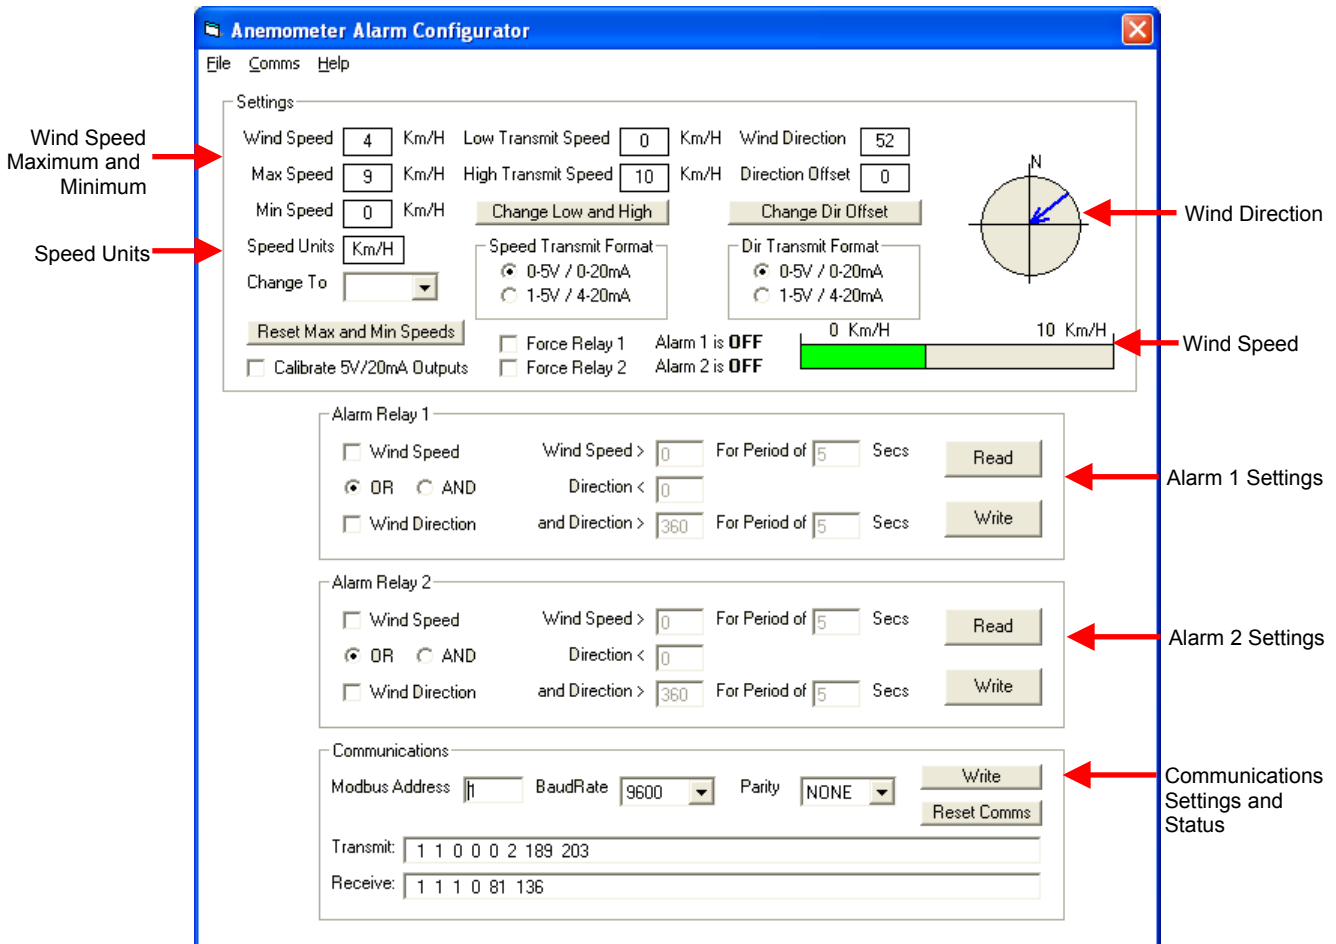 Anemometer Alarm Configurator
File Comms Help
Settings
Wind Speed 4 Km/H Low Transmit Speed 0 Km/H Wind Direction 52
Max Speed 9 Km/H High Transmit Speed 10 Km/H Direction Offset 0
Min Speed 0 Km/H Change Low and High Change Dir Offset
N
Speed Units Km/H Speed Transmit Format Dir Transmit Format
0-5V / 0-20mA 0-5V / 0-20mA
Change To 1-5V / 4-20mA 1-5V / 4-20mA
Reset Max and Min Speeds Force Relay 1 Alarm 1 is OFF 0 Km/H 10 Km/H
Calibrate 5V/20mA Outputs Force Relay 2 Alarm 2 is OFF
Wind Speed
Maximum and
Minimum
Speed Units
Wind Direction
Wind Speed
Alarm Relay 1
Wind Speed Wind Speed > 0 For Period of 5 Secs Read
OR AND Direction < 0
Wind Direction and Direction > 360 For Period of 5 Secs Write
Alarm 1 Settings
Alarm Relay 2
Wind Speed Wind Speed > 0 For Period of 5 Secs Read
OR AND Direction < 0
Wind Direction and Direction > 360 For Period of 5 Secs Write
Alarm 2 Settings
Communications
Modbus Address 1 BaudRate 9600 Parity NONE Write
Reset Comms
Transmit: 1 1 0 0 0 2 189 203
Receive: 1 1 1 0 81 136
Communications
Settings and
Status